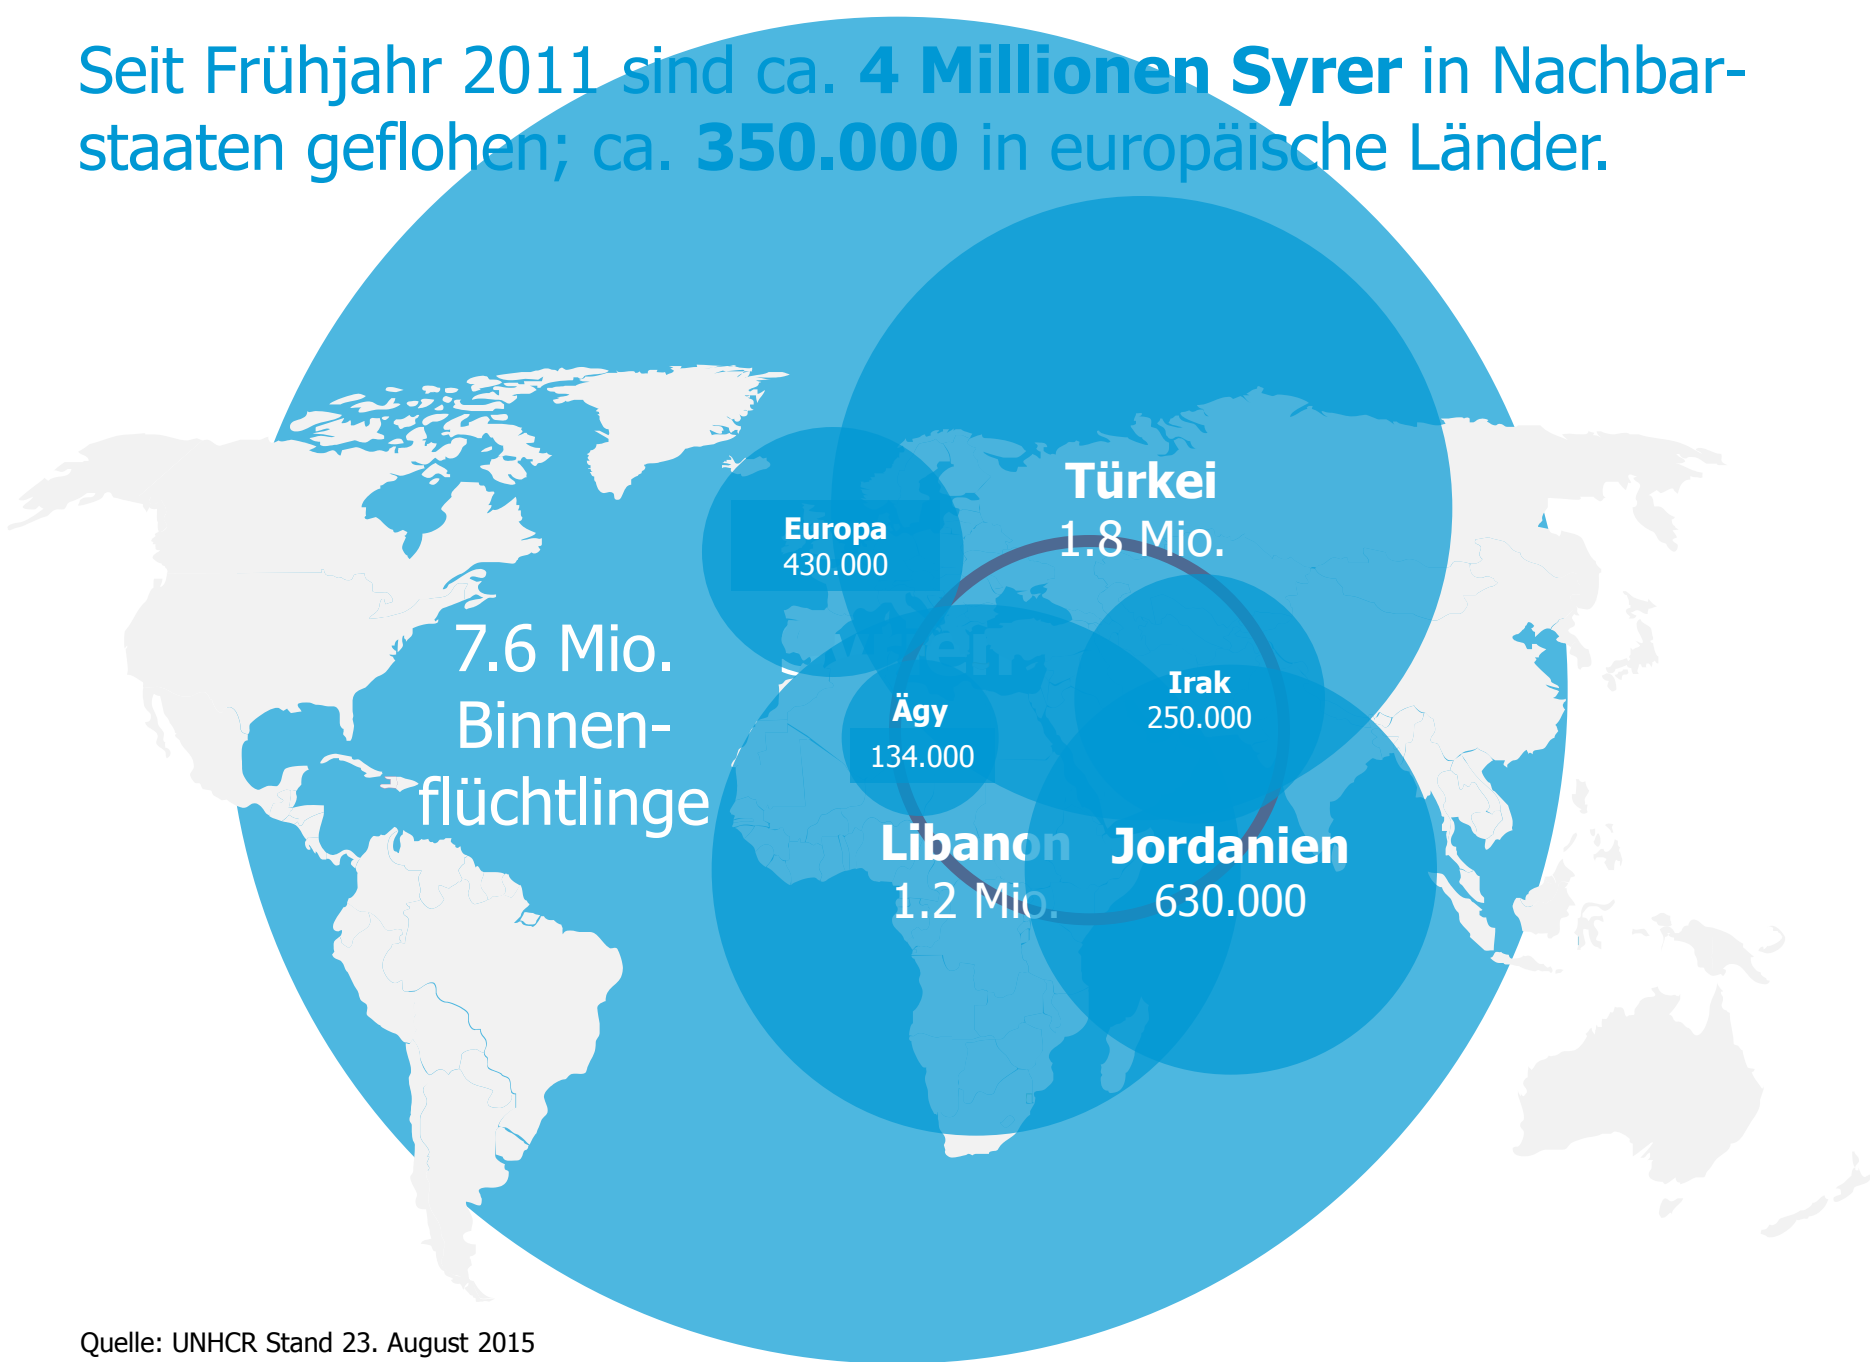 Seit Frühjahr 2011 sind ca. 4 Millionen Syrer in Nachbar-
staaten geflohen; ca. 350.000 in europäische Länder.
Türkei
1.8 Mio.
Europa
430.000
7.6 Mio.
Binnen-
flüchtlinge
Irak
250.000
Ägy
134.000
Libanon
1.2 Mio.
Jordanien
630.000
Quelle: UNHCR Stand 23. August 2015